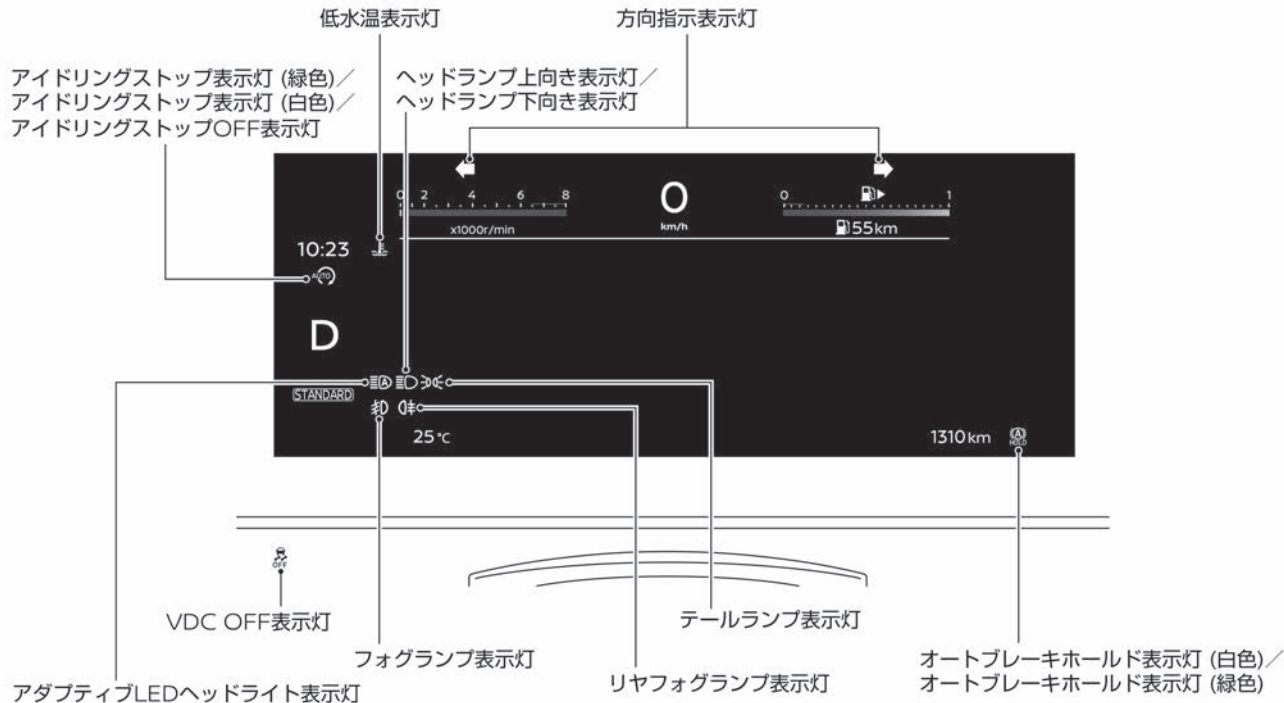 低水温表示灯
方向指示表示灯
アイドリングストップ表示灯 (緑色)／
アイドリングストップ表示灯 (白色)／
アイドリングストップOFF表示灯
ヘッドランプ上向き表示灯／
ヘッドランプ下向き表示灯
0 2 4 6 8
x1000r/min
0
km/h
0 1
55km
10:23
AUTO
D
A
STANDARD
25℃
1310km
(A)
HOLD
OFF
VDC OFF表示灯
テールランプ表示灯
フォグランプ表示灯
リヤフォグランプ表示灯
オートブレーキホールド表示灯 (白色)／
オートブレーキホールド表示灯 (緑色)
アダプティブLEDヘッドライト表示灯